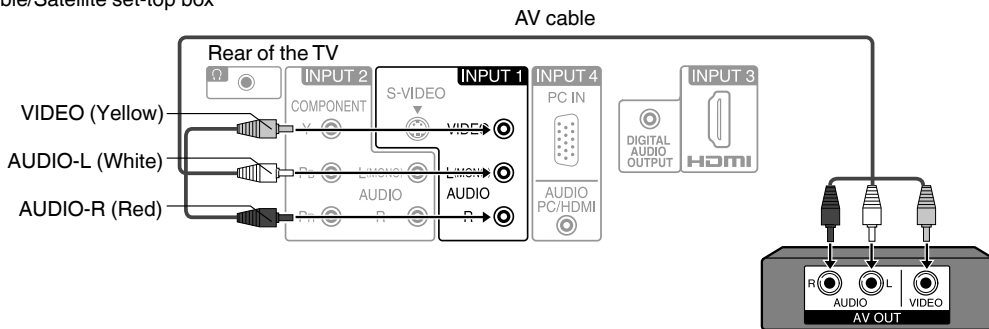 ble/Satellite set-top box
AV cable
Rear of the TV
INPUT 2
INPUT 1
INPUT 4
INPUT 3
S-VIDEO
PC IN
COMPONENT
VIDEO (Yellow)
Y
VIDEO
DIGITAL
AUDIO
OUTPUT
HDMI
AUDIO-L (White)
PB
L(MONO)
L(MONO)
AUDIO
AUDIO
AUDIO
PC/HDMI
AUDIO-R (Red)
PR
R
R
R
L
AUDIO
VIDEO
AV OUT